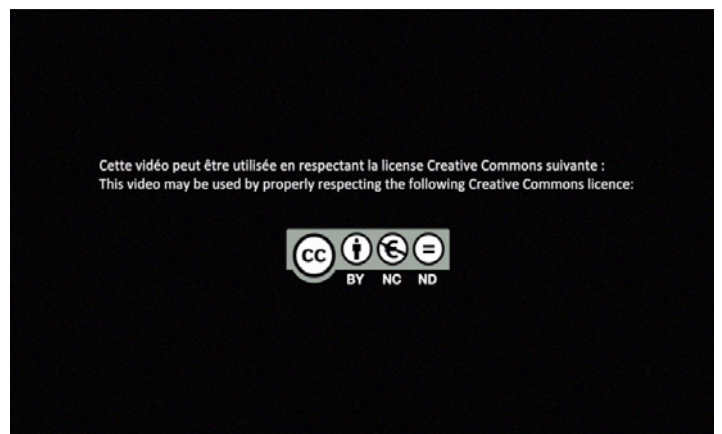 Cette vidéo peut être utilisée en respectant la license Creative Commons suivante :
This video may be used by properly respecting the following Creative Commons licence:
cc
BY NC ND